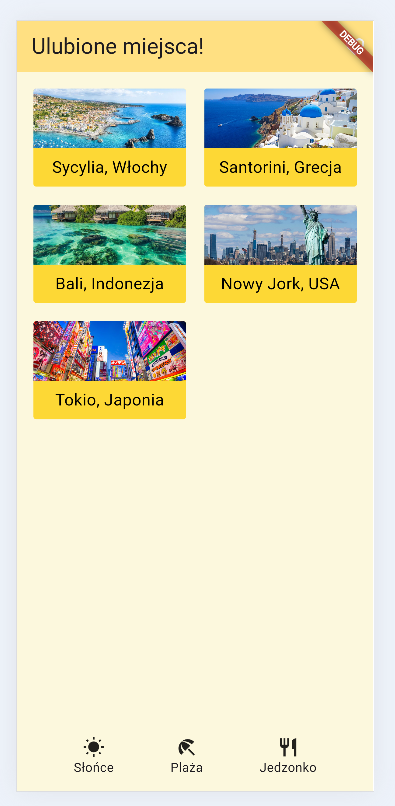 Ulubione miejsca!
DEBUG
Sycylia, Włochy
Santorini, Grecja
Bali, Indonezja
Nowy Jork, USA
Tokio, Japonia
Słońce
Plaża
Jedzonko